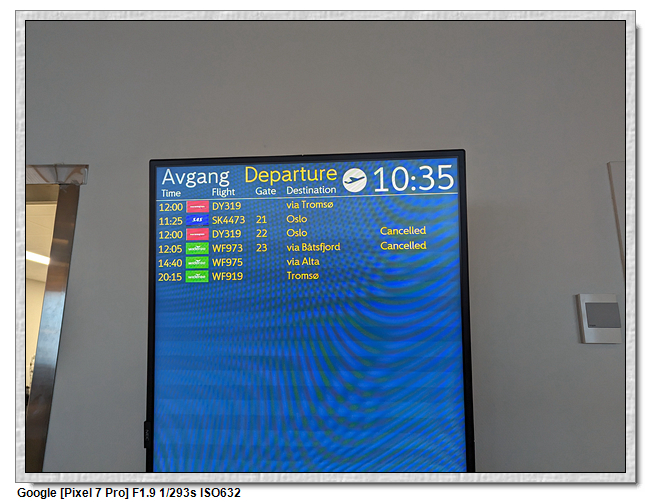 Avgang Departure 10:35
Time Flight Gate Destination
12:00 DY319 via Tromsø
11:25 SAS SK4473 21 Oslo
12:00 DY319 22 Oslo Cancelled
12:05 WF973 23 via Båtsfjord Cancelled
14:40 WF975 via Alta
20:15 WF919 Tromsø
Google [Pixel 7 Pro] F1.9 1/293s ISO632